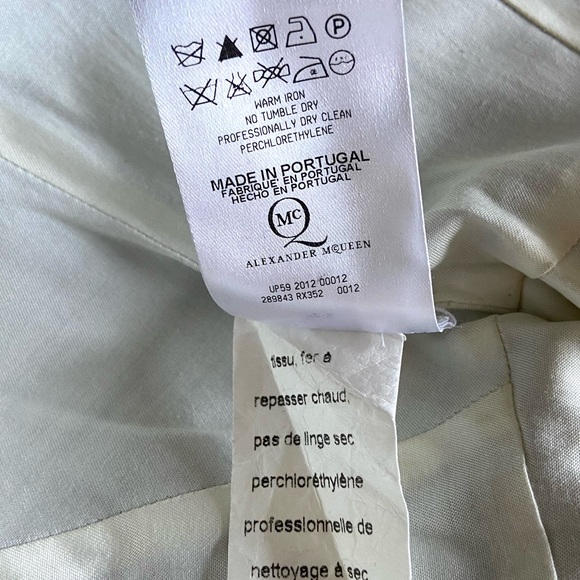 P
WARM IRON
NO TUMBLE DRY
PROFESSIONALLY DRY CLEAN
PERCHLORETHYLENE
MADE IN PORTUGAL
FABRIQUE' EN PORTUGAL
HECHO EN PORTUGAL
MC
ALEXANDER MCQUEEN
UP59 2012 00012
289843 RX352 0012
tissu, fer à
repasser chaud,
pas de linge sec
perchloréthylène
professionnelle de
nettoyage à sec